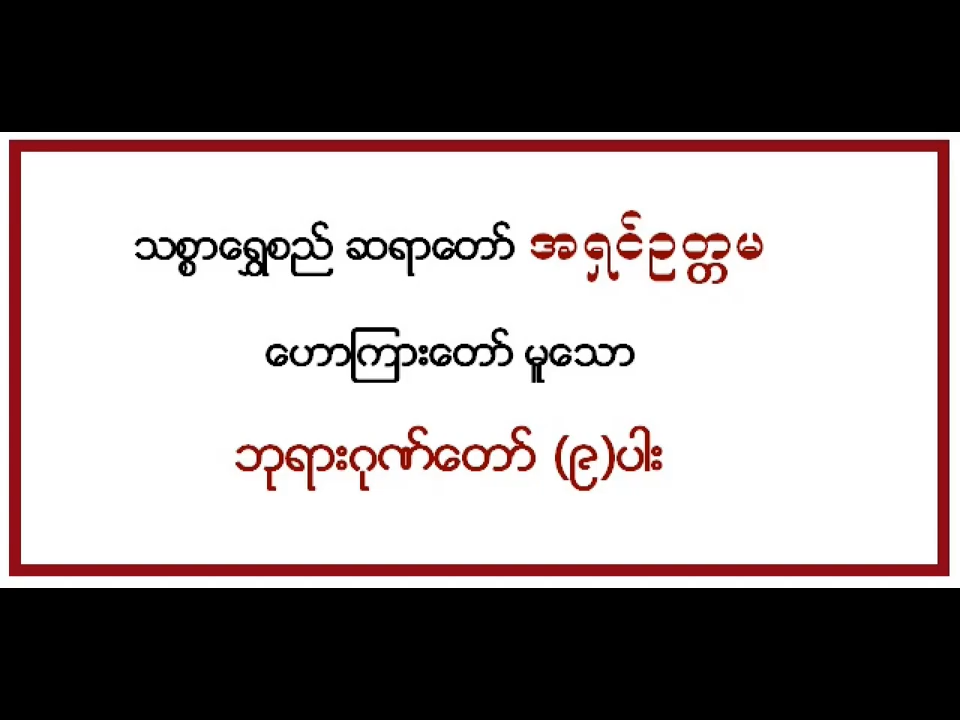 သစ္စာရွှေစည် ဆရာတော် အရှင်ဥတ္တမ
ဟောကြားတော် မူသော
ဘုရားဂုဏ်တော် (၉)ပါး